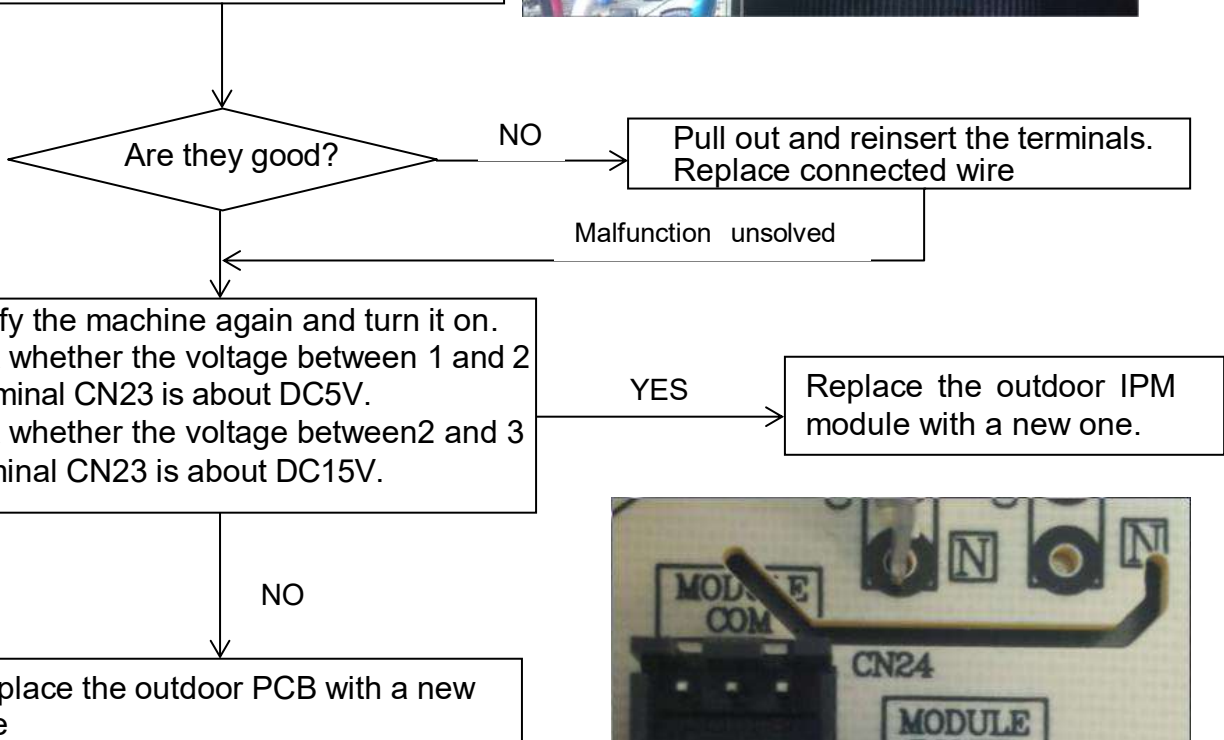 Are they good?
NO
Pull out and reinsert the terminals.
Replace connected wire
Malfunction unsolved
fy the machine again and turn it on.
whether the voltage between 1 and 2
minal CN23 is about DC5V.
whether the voltage between2 and 3
minal CN23 is about DC15V.
YES
Replace the outdoor IPM
module with a new one.
NO
place the outdoor PCB with a new
e
N
N
COM
CN24
MODULE